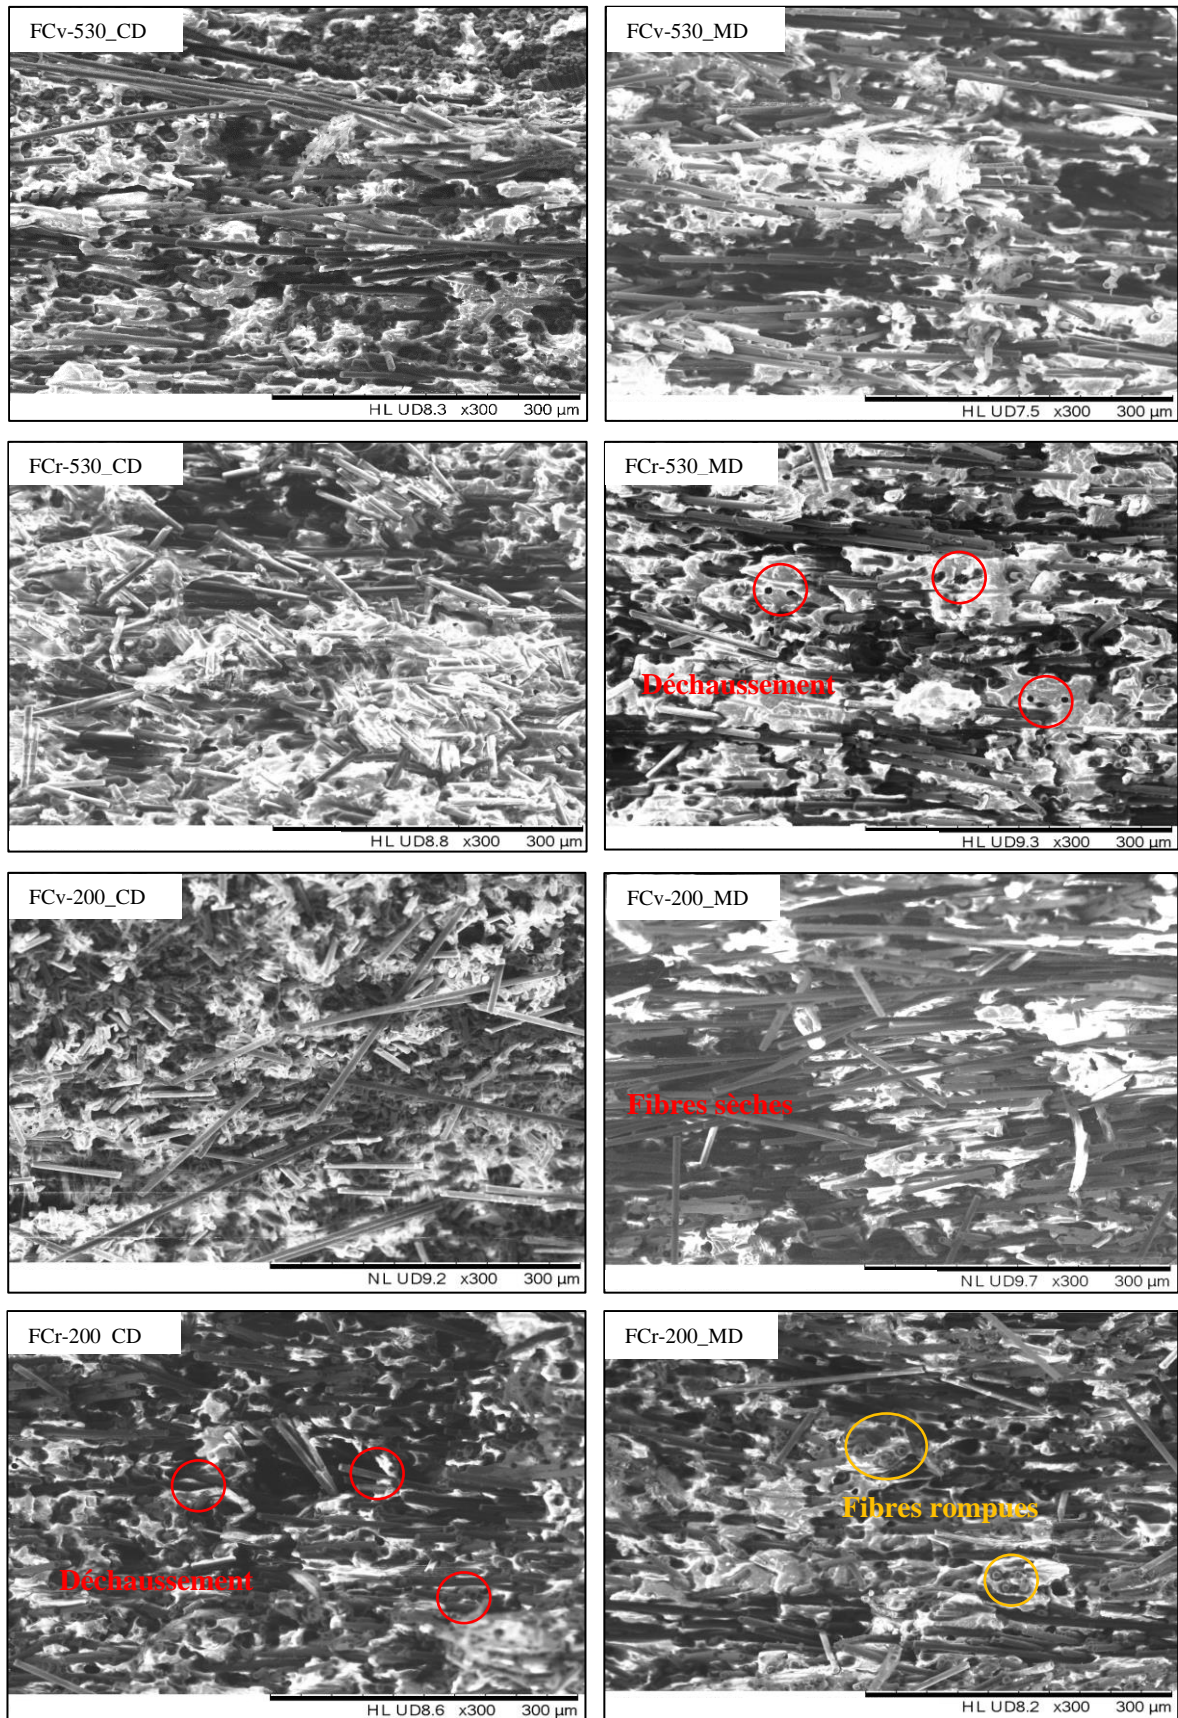 FCv-530_CD
FCv-530_MD
HL UD8.3 x300 300 µm
HL UD7.5 x300 300 µm
FCr-530_CD
FCr-530_MD
Déchaussement
HL UD8.8 x300 300 µm
HL UD9.3 x300 300 µm
FCv-200_CD
FCv-200_MD
Fibres sèches
NL UD9.2 x300 300 µm
NL UD9.7 x300 300 µm
FCr-200_CD
FCr-200_MD
Fibres rompues
Déchaussement
HL UD8.6 x300 300 µm
HL UD8.2 x300 300 µm